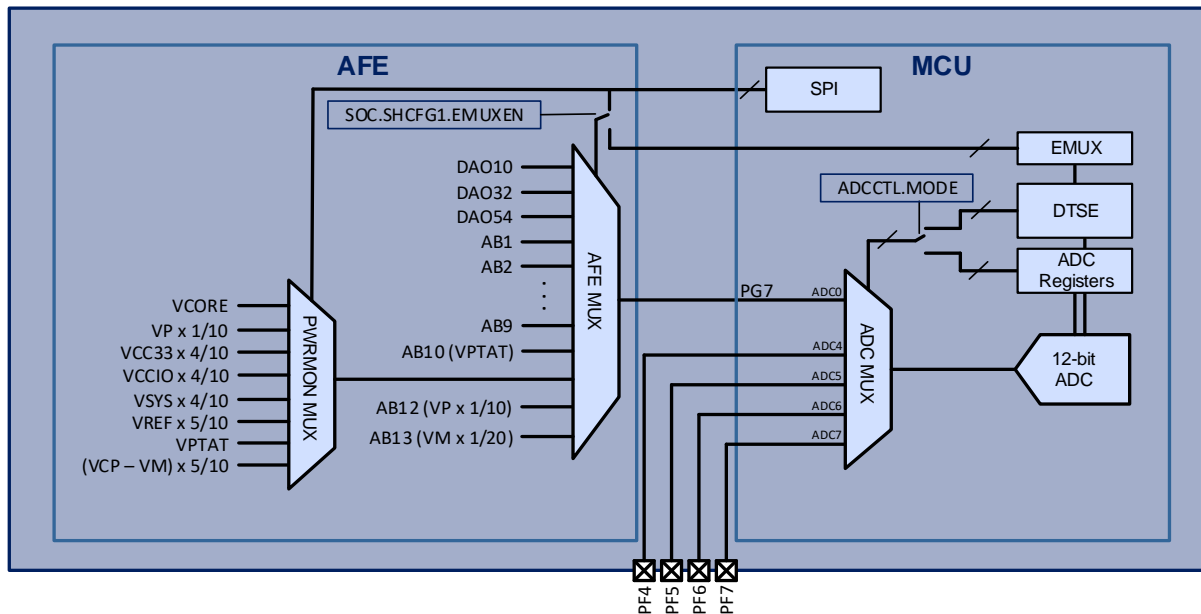 AFE
MCU
SPI
SOC.SHCFG1.EMUXEN
EMUX
DAO10
ADCCTL.MODE
DAO32
DTSE
DAO54
AB1
AFE MUX
AB2
ADC
Registers
PG7
ADC0
VCORE
PWRMON MUX
VP x 1/10
AB9
VCC33 x 4/10
AB10 (VPTAT)
ADC4
ADC MUX
12-bit
ADC
VCCIO x 4/10
ADC5
VSYS x 4/10
AB12 (VP x 1/10)
ADC6
VREF x 5/10
AB13 (VM x 1/20)
ADC7
VPTAT
(VCP – VM) x 5/10
PF4
PF5
PF6
PF7